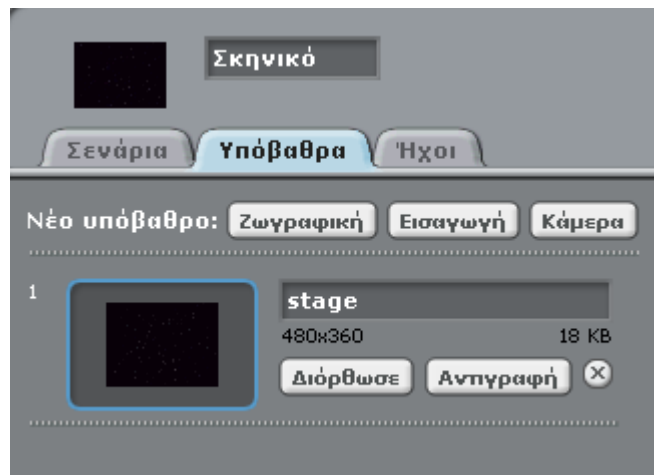 Σκηνικό
Σενάρια Υπόβαθρα Ήχοι
Νέο υπόβαθρο: Ζωγραφική Εισαγωγή Κάμερα
1
stage
480x360 18 KB
Διόρθωσε Αντιγραφή